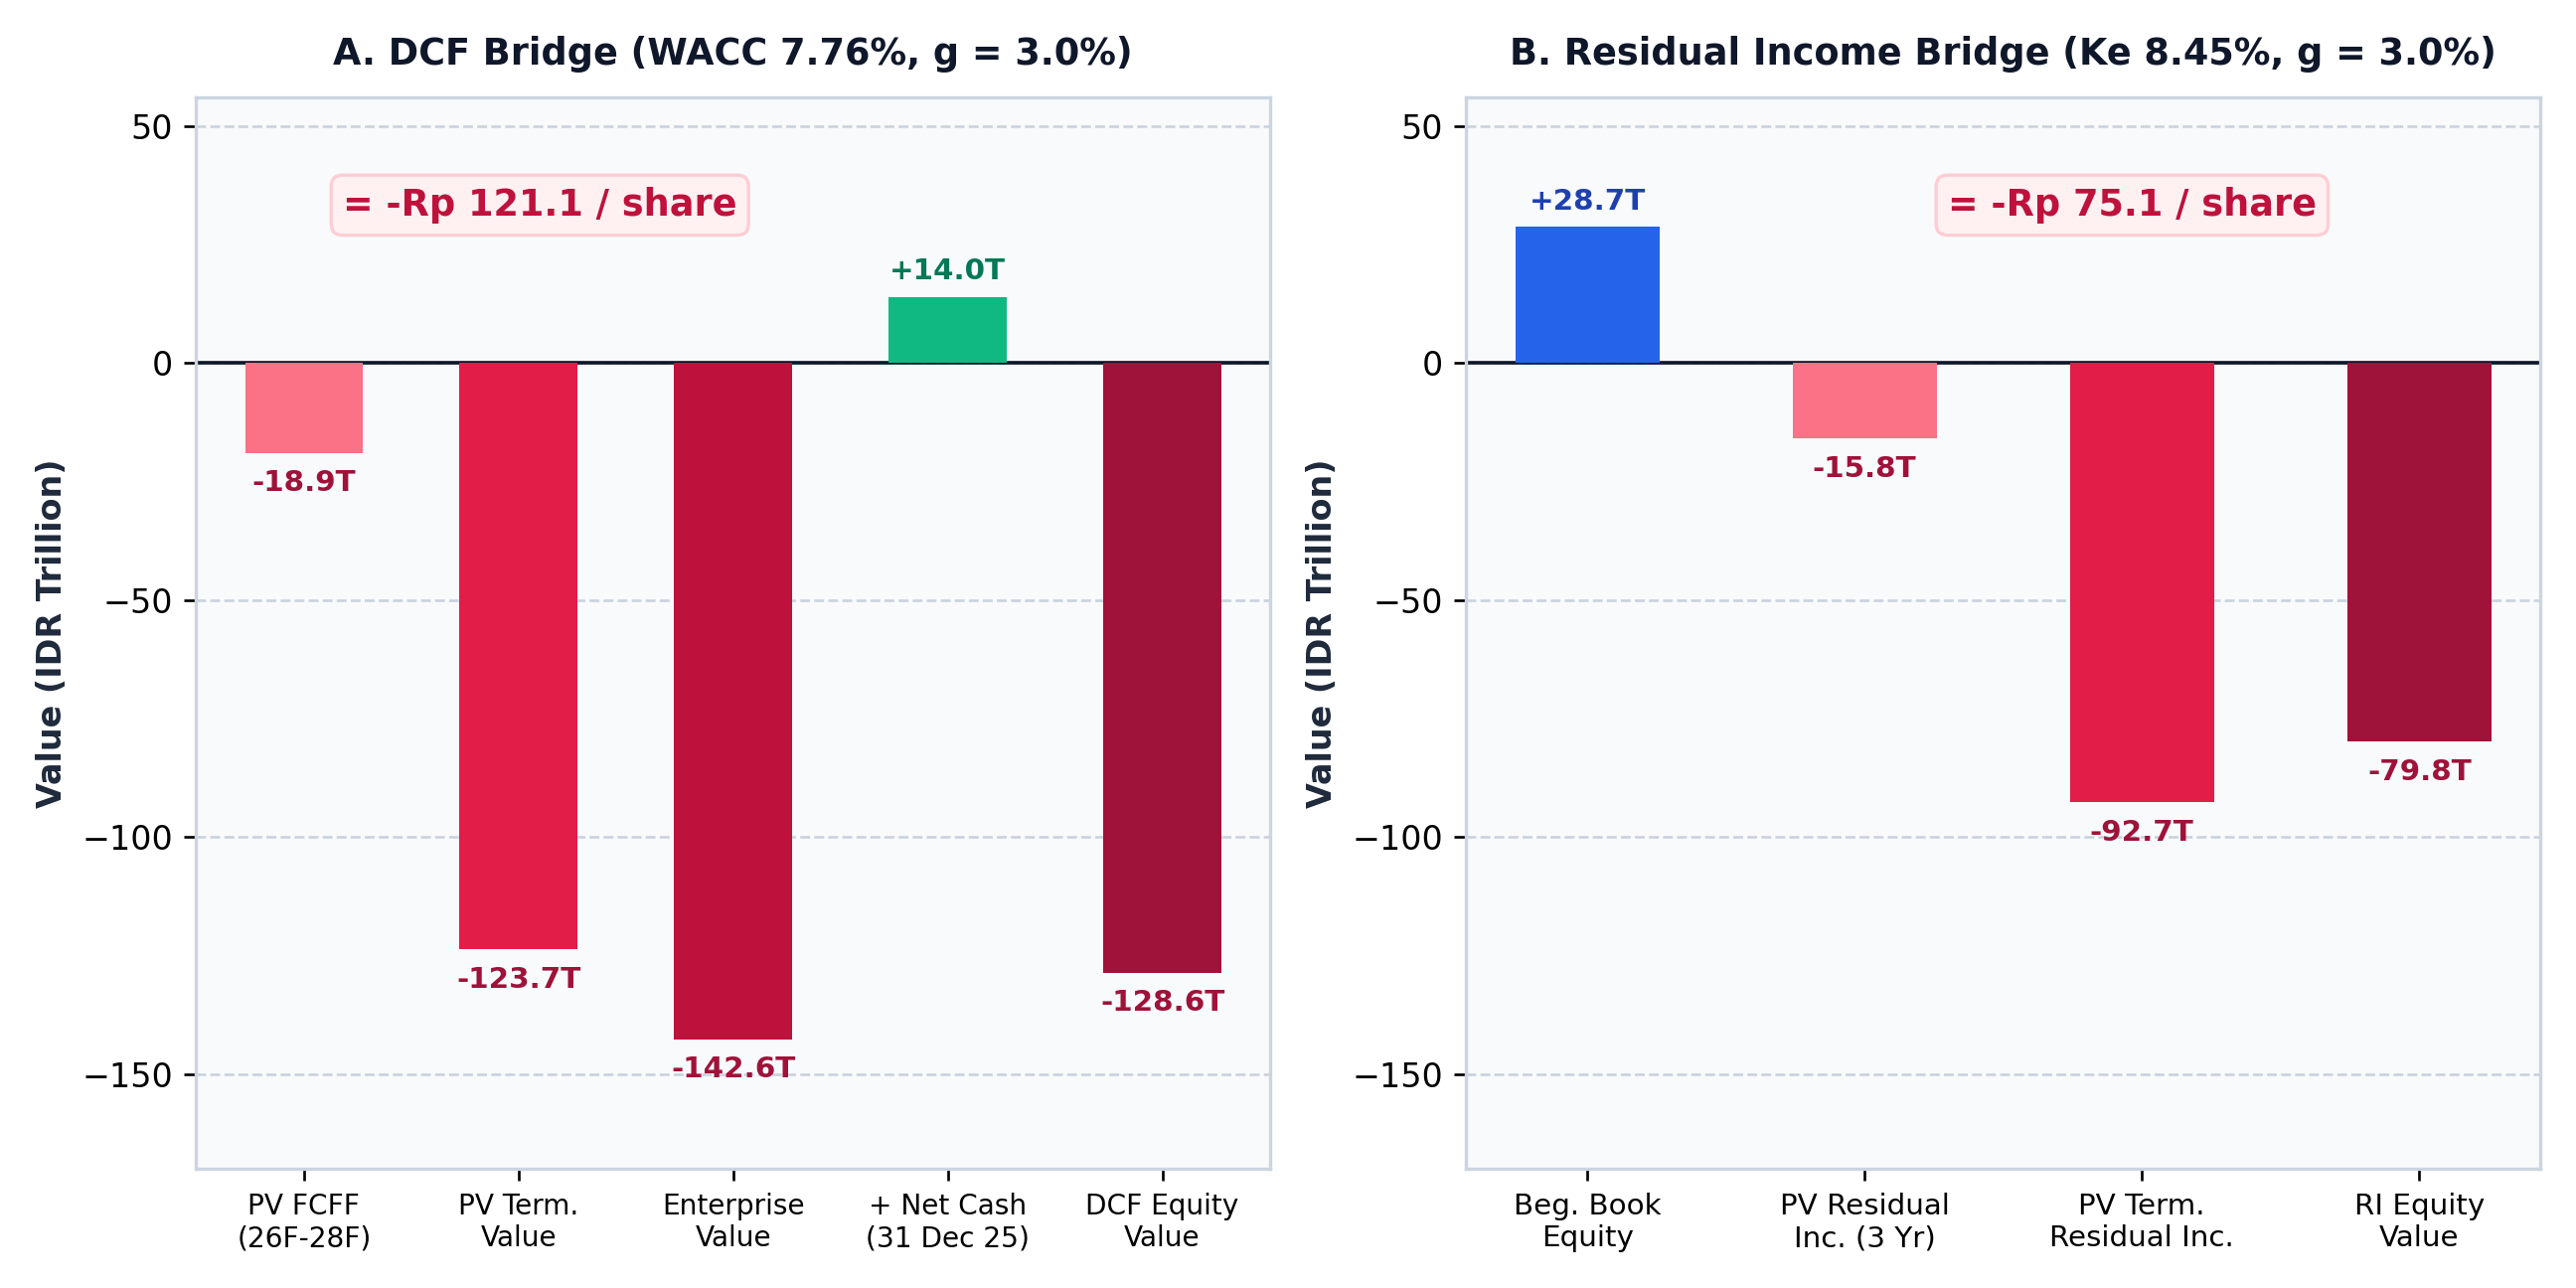 A. DCF Bridge (WACC 7.76%, g = 3.0%)
Value (IDR Trillion)
50
0
−50
−100
−150
= -Rp 121.1 / share
-18.9T
-123.7T
-142.6T
+14.0T
-128.6T
PV FCFF
(26F-28F)
PV Term.
Value
Enterprise
Value
+ Net Cash
(31 Dec 25)
DCF Equity
Value
B. Residual Income Bridge (Ke 8.45%, g = 3.0%)
Value (IDR Trillion)
50
0
−50
−100
−150
= -Rp 75.1 / share
+28.7T
-15.8T
-92.7T
-79.8T
Beg. Book
Equity
PV Residual
Inc. (3 Yr)
PV Term.
Residual Inc.
RI Equity
Value